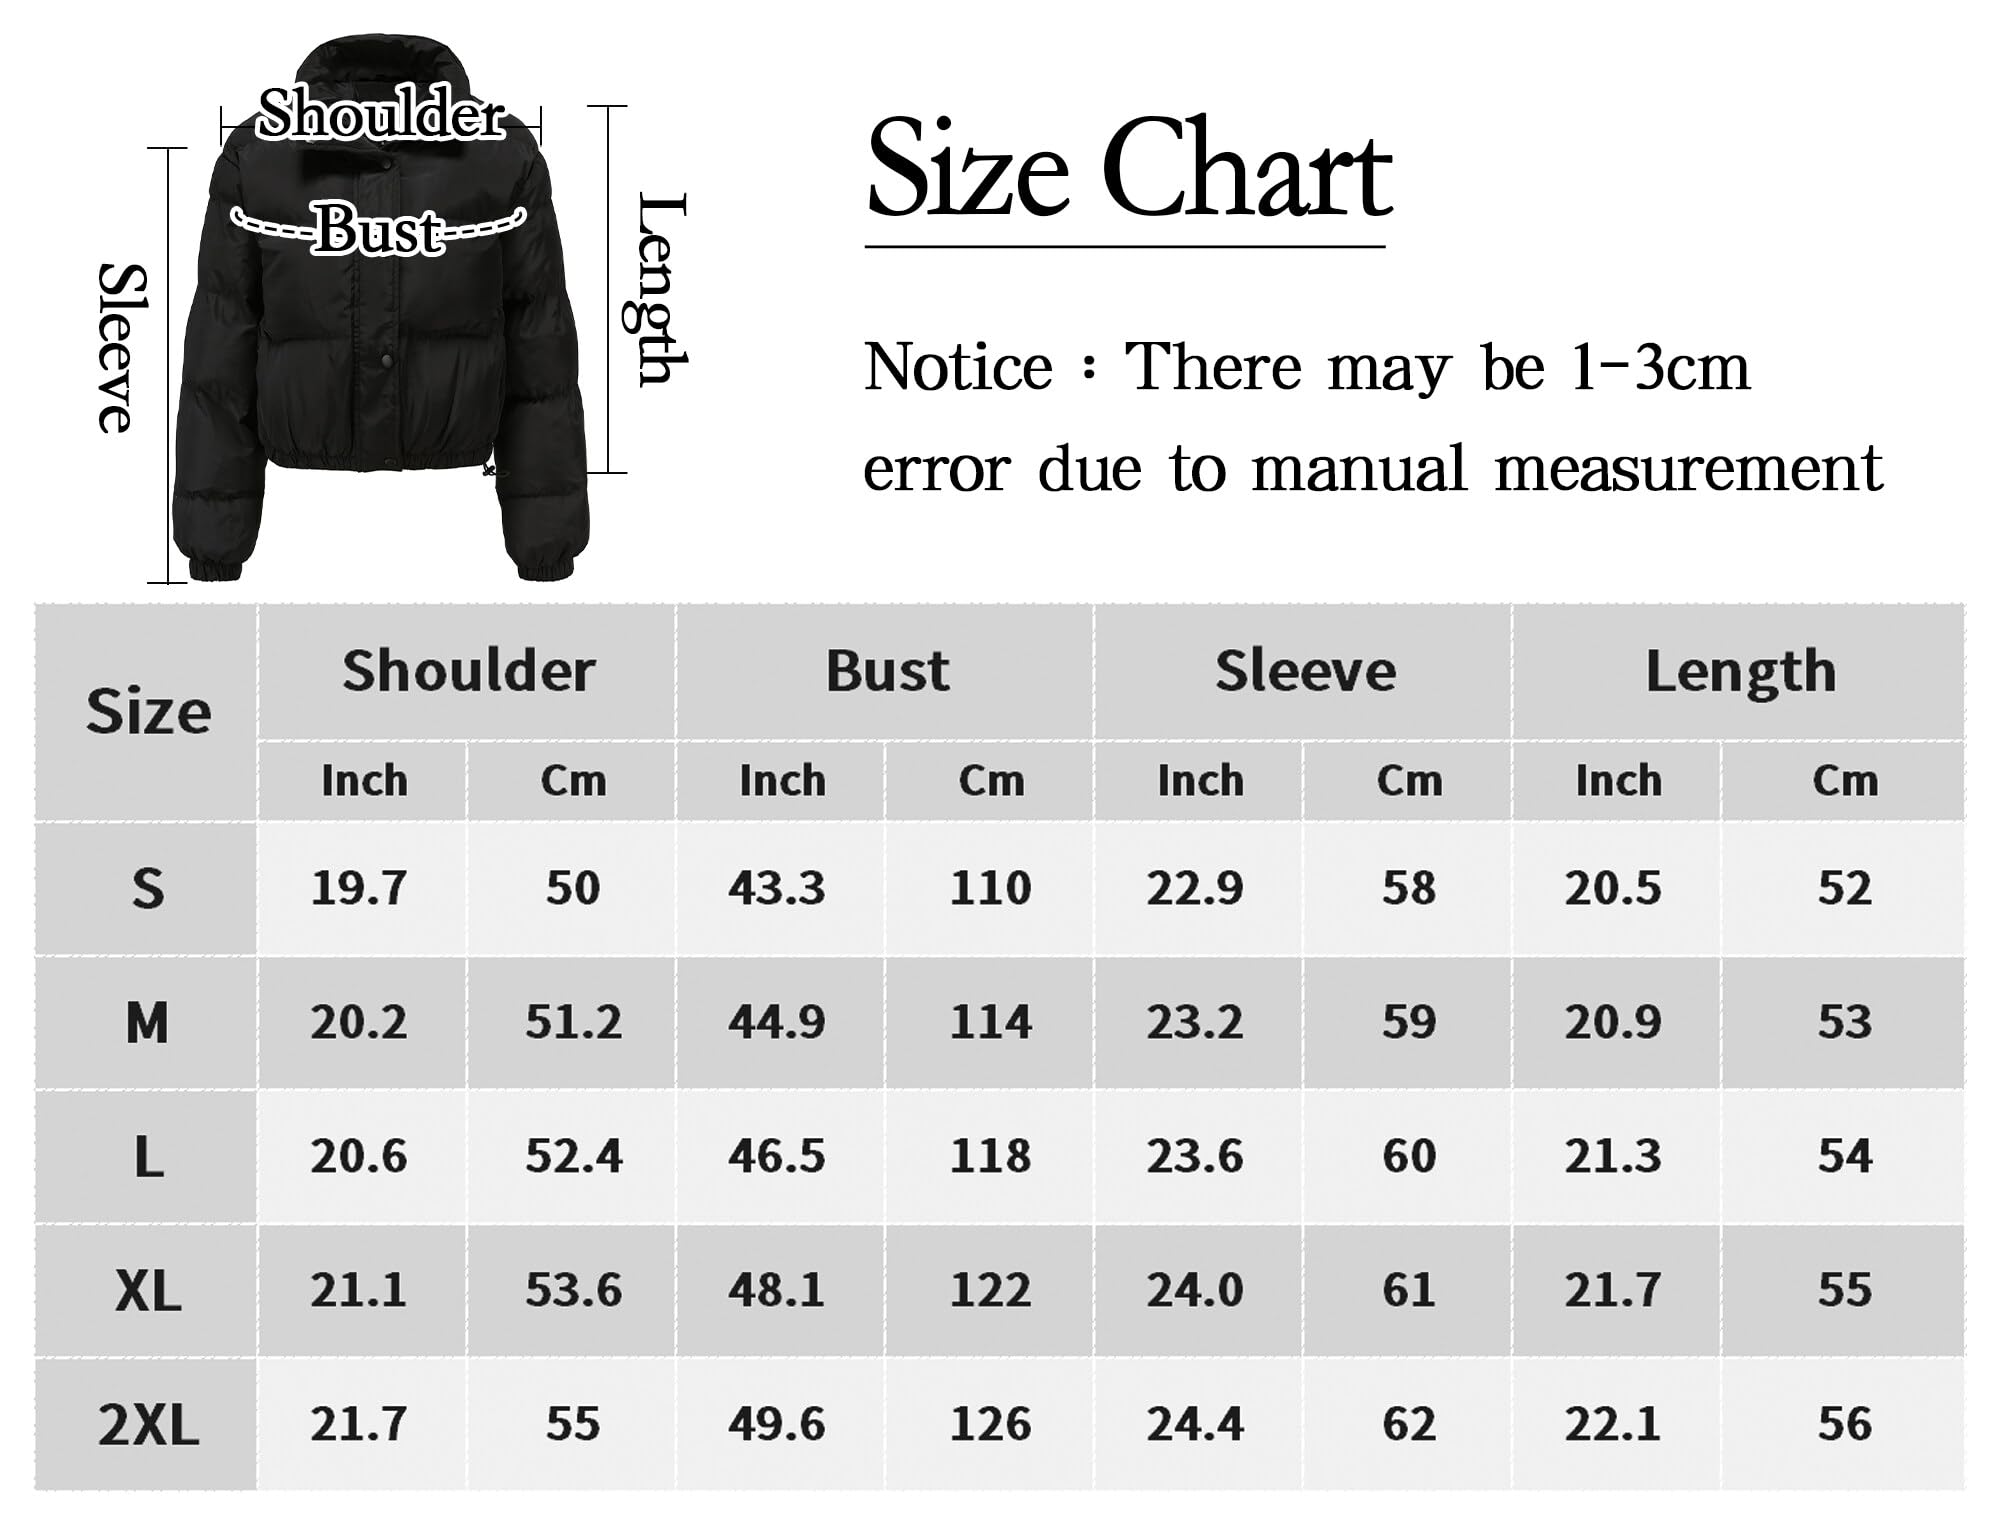 Shoulder
Bust
Sleeve
Length
Size Chart
Notice : There may be 1-3cm
error due to manual measurement
Size Shoulder Bust Sleeve Length
Inch Cm Inch Cm Inch Cm Inch Cm
S 19.7 50 43.3 110 22.9 58 20.5 52
M 20.2 51.2 44.9 114 23.2 59 20.9 53
L 20.6 52.4 46.5 118 23.6 60 21.3 54
XL 21.1 53.6 48.1 122 24.0 61 21.7 55
2XL 21.7 55 49.6 126 24.4 62 22.1 56